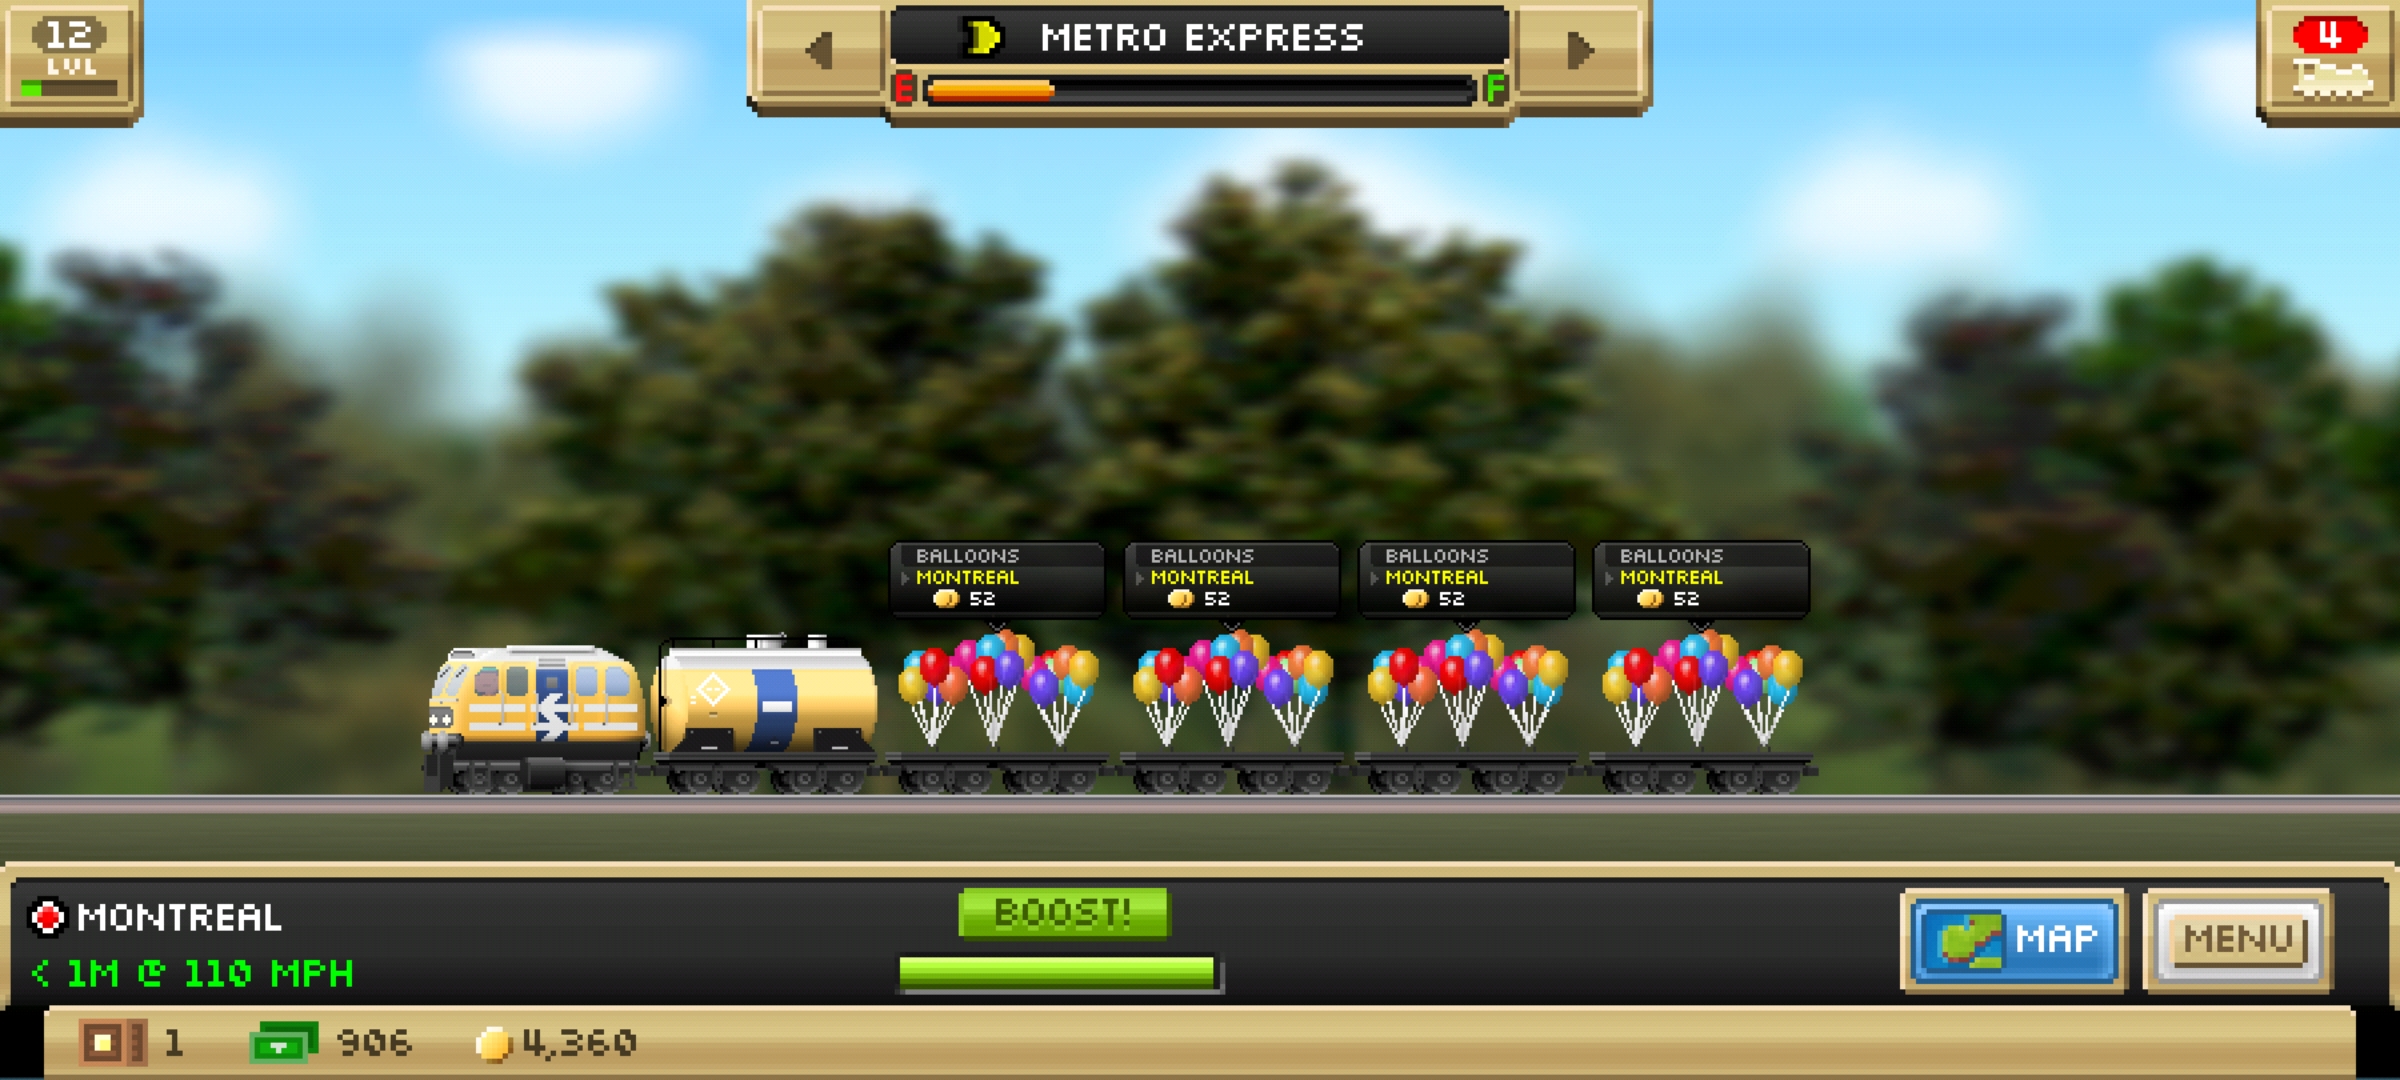 12
LVL
METRO EXPRESS
E F
4
BALLOONS
MONTREAL
52
BALLOONS
MONTREAL
52
BALLOONS
MONTREAL
52
BALLOONS
MONTREAL
52
MONTREAL
< 1M @ 110 MPH
BOOST!
MAP
MENU
1
906
4,360